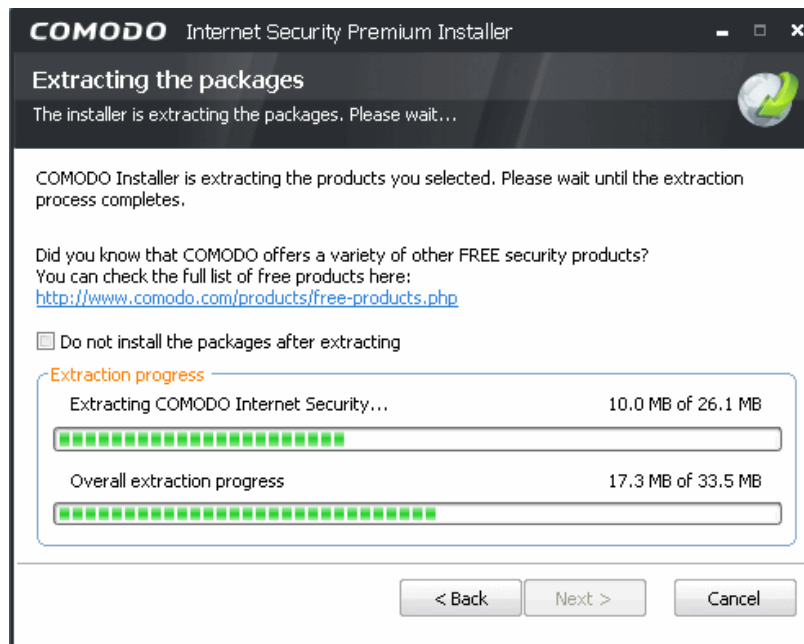 COMODO Internet Security Premium Installer
Extracting the packages
The installer is extracting the packages. Please wait...
COMODO Installer is extracting the products you selected. Please wait until the extraction
process completes.
Did you know that COMODO offers a variety of other FREE security products?
You can check the full list of free products here:
http://www.comodo.com/products/free-products.php
Do not install the packages after extracting
Extraction progress
Extracting COMODO Internet Security... 10.0 MB of 26.1 MB
Overall extraction progress 17.3 MB of 33.5 MB
< Back Next > Cancel